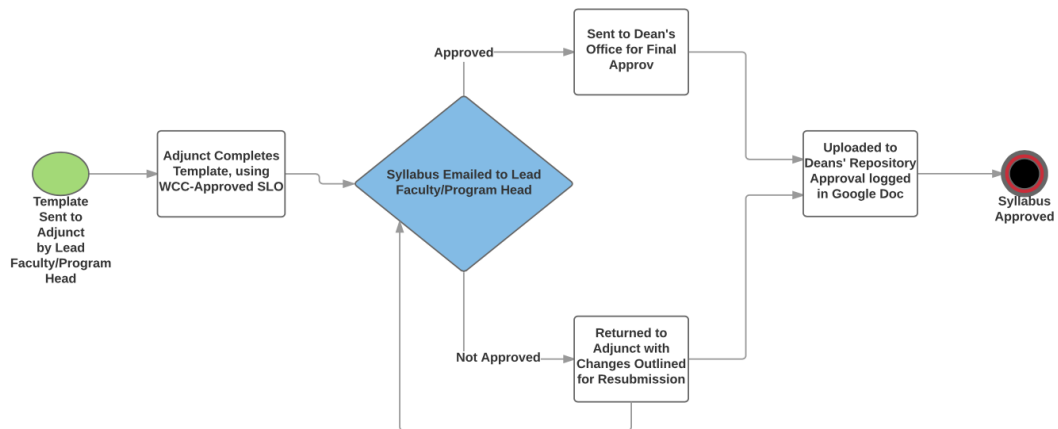 Template
Sent to
Adjunct
by Lead
Faculty/Program
Head
Adjunct Completes
Template, using
WCC-Approved SLO
Syllabus Emailed to Lead
Faculty/Program Head
Approved
Sent to Dean's
Office for Final
Approv
Not Approved
Returned to
Adjunct with
Changes Outlined
for Resubmission
Uploaded to
Deans' Repository
Approval logged
in Google Doc
Syllabus
Approved